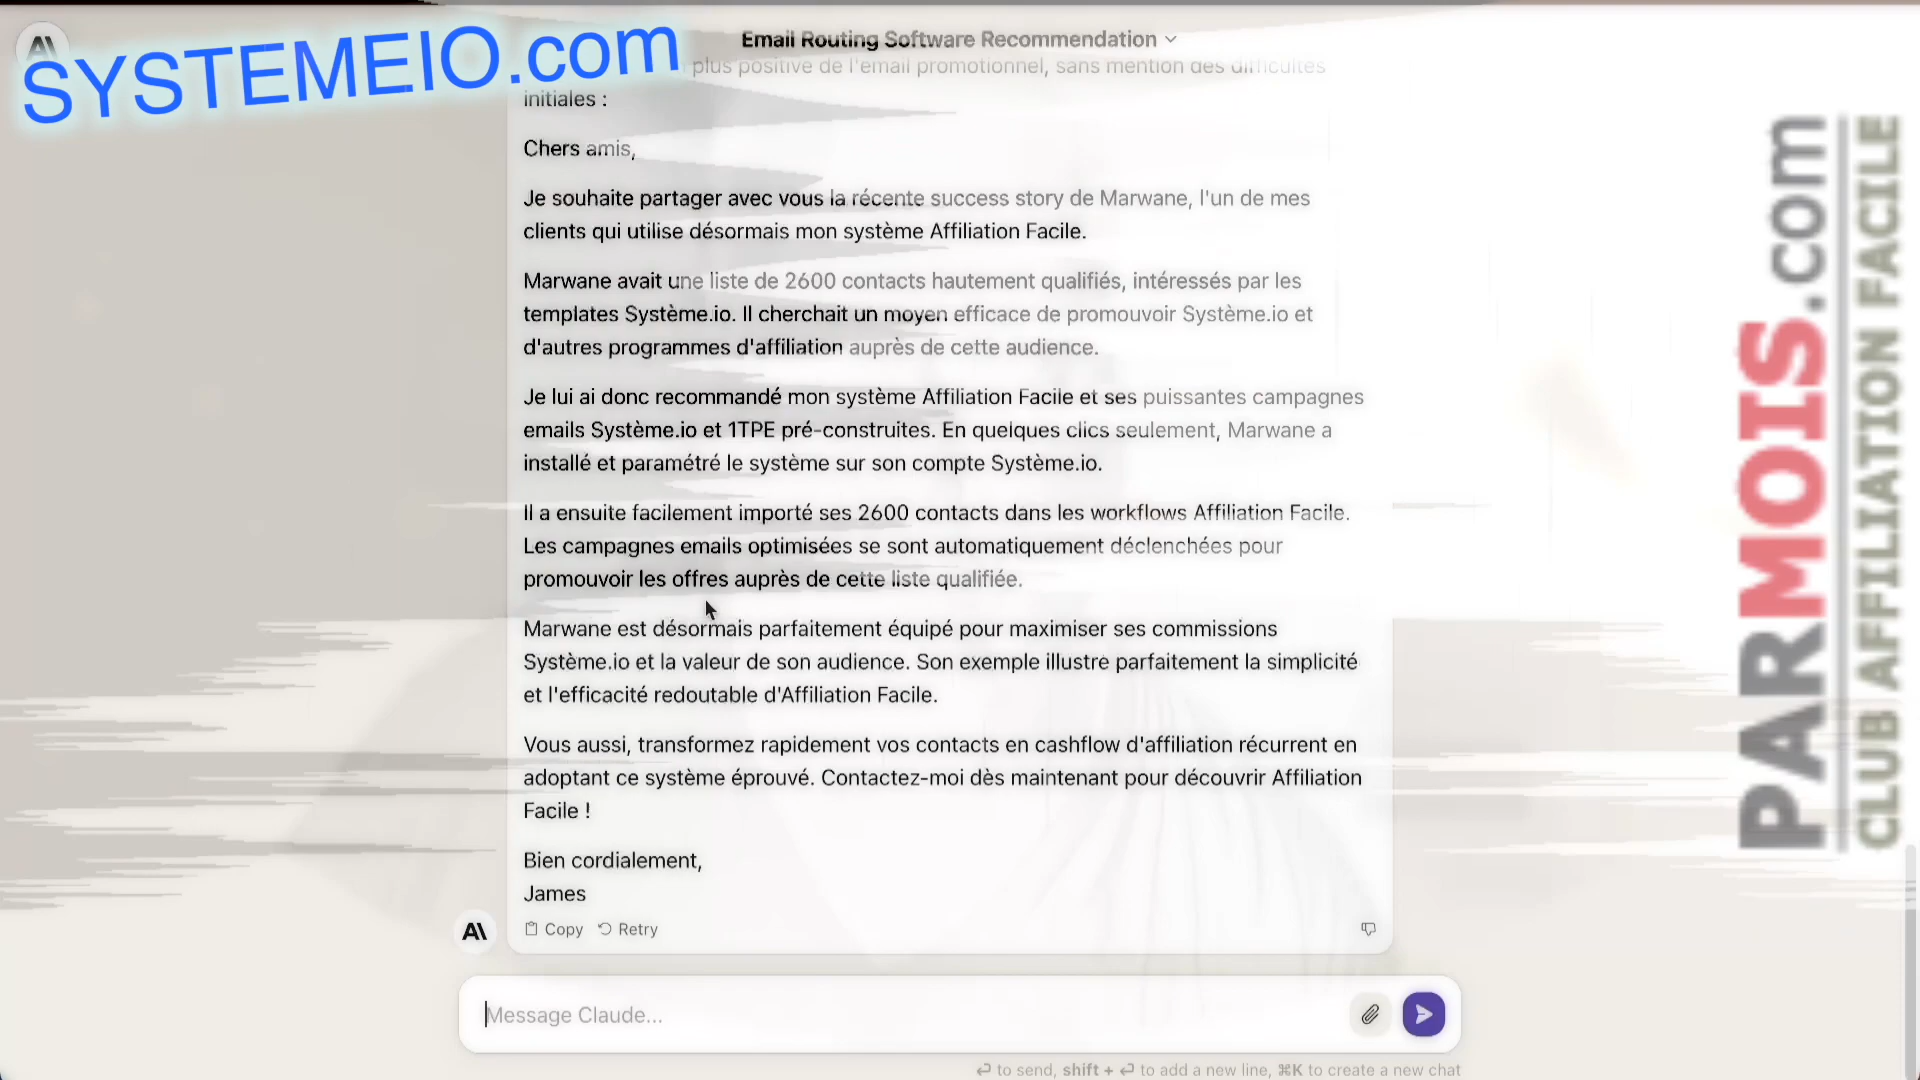 SYSTEMEIO.com
Email Routing Software Recommendation
plus positive de l'email promotionnel, sans mention des difficultés
initiales :
Chers amis,
Je souhaite partager avec vous la récente success story de Marwane, l'un de mes
clients qui utilise désormais mon système Affiliation Facile.
Marwane avait une liste de 2600 contacts hautement qualifiés, intéressés par les
templates Système.io. Il cherchait un moyen efficace de promouvoir Système.io et
d'autres programmes d'affiliation auprès de cette audience.
Je lui ai donc recommandé mon système Affiliation Facile et ses puissantes campagnes
emails Système.io et 1TPE pré-construites. En quelques clics seulement, Marwane a
installé et paramétré le système sur son compte Système.io.
Il a ensuite facilement importé ses 2600 contacts dans les workflows Affiliation Facile.
Les campagnes emails optimisées se sont automatiquement déclenchées pour
promouvoir les offres auprès de cette liste qualifiée.
Marwane est désormais parfaitement équipé pour maximiser ses commissions
Système.io et la valeur de son audience. Son exemple illustre parfaitement la simplicité
et l'efficacité redoutable d'Affiliation Facile.
Vous aussi, transformez rapidement vos contacts en cashflow d'affiliation récurrent en
adoptant ce système éprouvé. Contactez-moi dès maintenant pour découvrir Affiliation
Facile !
Bien cordialement,
James
Copy Retry
Message Claude...
⏎ to send, shift + ⏎ to add a new line, ⌘K to create a new chat
PARMOIS.com
CLUB AFFILIATION FACILE